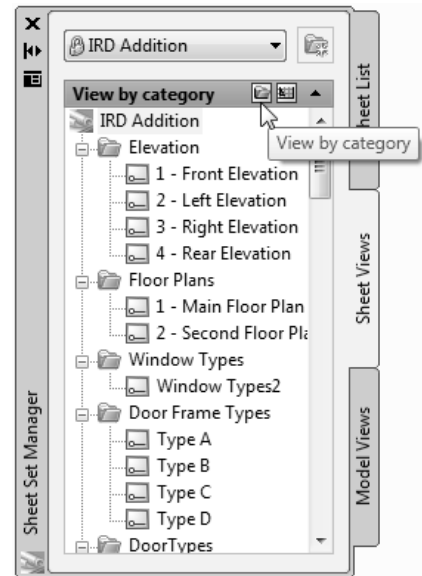 IRD Addition
View by category
IRD Addition
View by category
Elevation
1 - Front Elevation
2 - Left Elevation
3 - Right Elevation
4 - Rear Elevation
Floor Plans
1 - Main Floor Plan
2 - Second Floor Pla
Window Types
Window Types2
Door Frame Types
Type A
Type B
Type C
Type D
DoorTypes
Sheet Set Manager
heet List
Sheet Views
Model Views